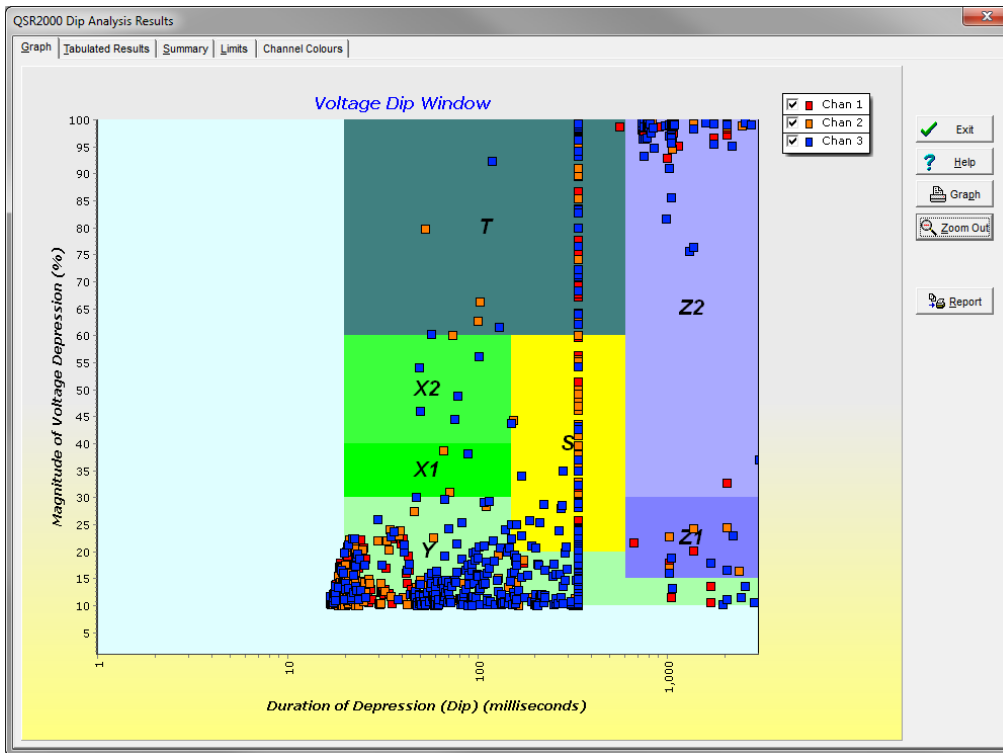 QSR2000 Dip Analysis Results
Graph Tabulated Results Summary Limits Channel Colours
Voltage Dip Window
Chan 1
Chan 2
Chan 3
Exit
Help
Graph
Zoom Out
Report
Magnitude of Voltage Depression (%)
100
95
90
85
80
75
70
65
60
55
50
45
40
35
30
25
20
15
10
5
T
Z2
X2
S
X1
Y
Z1
1
10
100
1,000
Duration of Depression (Dip) (milliseconds)